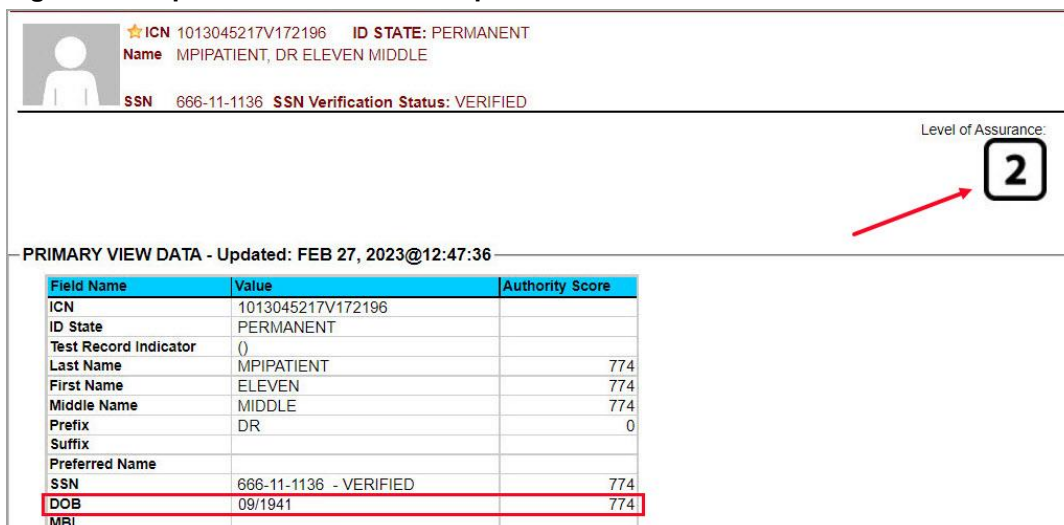 ICN 1013045217V172196 ID STATE: PERMANENT
Name MPIPATIENT, DR ELEVEN MIDDLE
SSN 666-11-1136 SSN Verification Status: VERIFIED
Level of Assurance:
2
PRIMARY VIEW DATA - Updated: FEB 27, 2023@12:47:36
Field Name Value Authority Score
ICN 1013045217V172196
ID State PERMANENT
Test Record Indicator ()
Last Name MPIPATIENT 774
First Name ELEVEN 774
Middle Name MIDDLE 774
Prefix DR 0
Suffix
Preferred Name
SSN 666-11-1136 - VERIFIED 774
DOB 09/1941 774
MBI